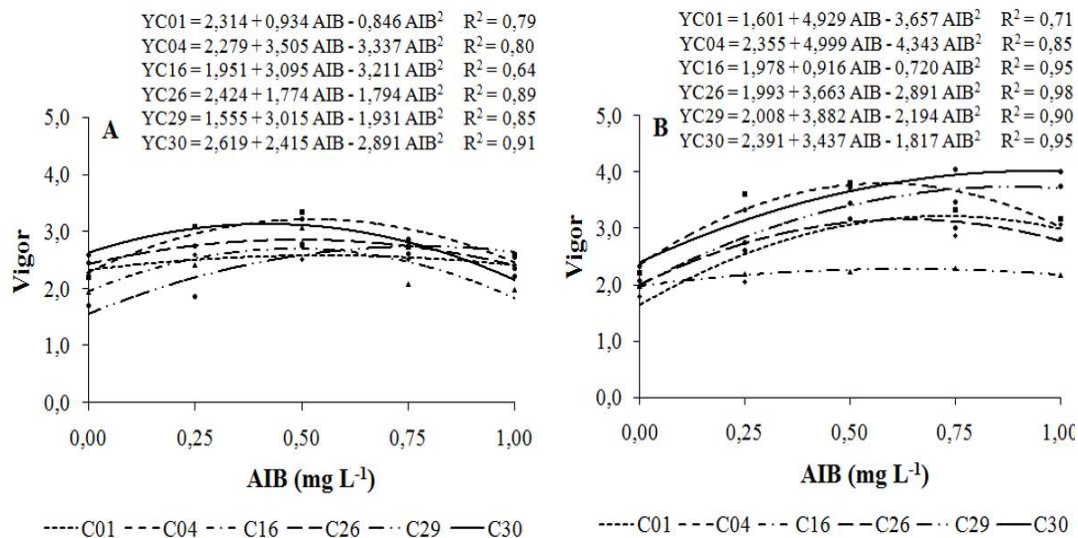 YC01 = 2,314 + 0,934 AIB - 0,846 AIB² R² = 0,79
YC04 = 2,279 + 3,505 AIB - 3,337 AIB² R² = 0,80
YC16 = 1,951 + 3,095 AIB - 3,211 AIB² R² = 0,64
YC26 = 2,424 + 1,774 AIB - 1,794 AIB² R² = 0,89
YC29 = 1,555 + 3,015 AIB - 1,931 AIB² R² = 0,85
YC30 = 2,619 + 2,415 AIB - 2,891 AIB² R² = 0,91
A
5,0
4,0
3,0
2,0
1,0
0,0
Vigor
0,00 0,25 0,50 0,75 1,00
AIB (mg L⁻¹)
C01 C04 C16 C26 C29 C30
YC01 = 1,601 + 4,929 AIB - 3,657 AIB² R² = 0,71
YC04 = 2,355 + 4,999 AIB - 4,343 AIB² R² = 0,85
YC16 = 1,978 + 0,916 AIB - 0,720 AIB² R² = 0,95
YC26 = 1,993 + 3,663 AIB - 2,891 AIB² R² = 0,98
YC29 = 2,008 + 3,882 AIB - 2,194 AIB² R² = 0,90
YC30 = 2,391 + 3,437 AIB - 1,817 AIB² R² = 0,95
B
5,0
4,0
3,0
2,0
1,0
0,0
Vigor
0,00 0,25 0,50 0,75 1,00
AIB (mg L⁻¹)
C01 C04 C16 C26 C29 C30